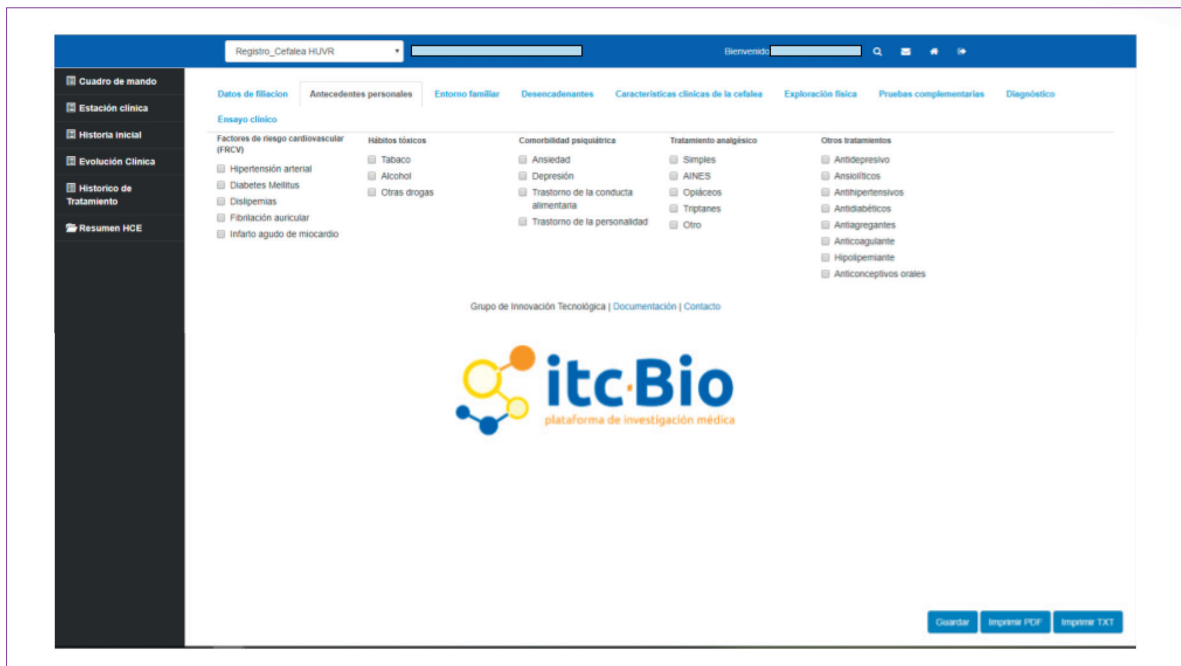 Registro_Cefalea HUVR
Bienvenido
Cuadro de mando
Estación clínica
Historia inicial
Evolución Clínica
Historico de
Tratamiento
Resumen HCE
Datos de filiacion
Antecedentes personales
Entorno familiar
Desencadenantes
Características clínicas de la cefalea
Exploración física
Pruebas complementarias
Diagnóstico
Ensayo clínico
Factores de riesgo cardiovascular
(FRCV)
Hipertensión arterial
Diabetes Mellitus
Dislipemias
Fibrilación auricular
Infarto agudo de miocardio
Hábitos tóxicos
Tabaco
Alcohol
Otras drogas
Comorbilidad psiquiátrica
Ansiedad
Depresión
Trastorno de la conducta
alimentaria
Trastorno de la personalidad
Tratamiento analgésico
Simples
AINES
Opiáceos
Triptanes
Otro
Otros tratamientos
Antidepresivo
Ansiolíticos
Antihipertensivos
Antidiabéticos
Antiagregantes
Anticoagulante
Hipolipemiante
Anticonceptivos orales
Grupo de Innovación Tecnológica | Documentación | Contacto
itc·Bio
plataforma de investigación médica
Guardar
Imprimir PDF
Imprimir TXT